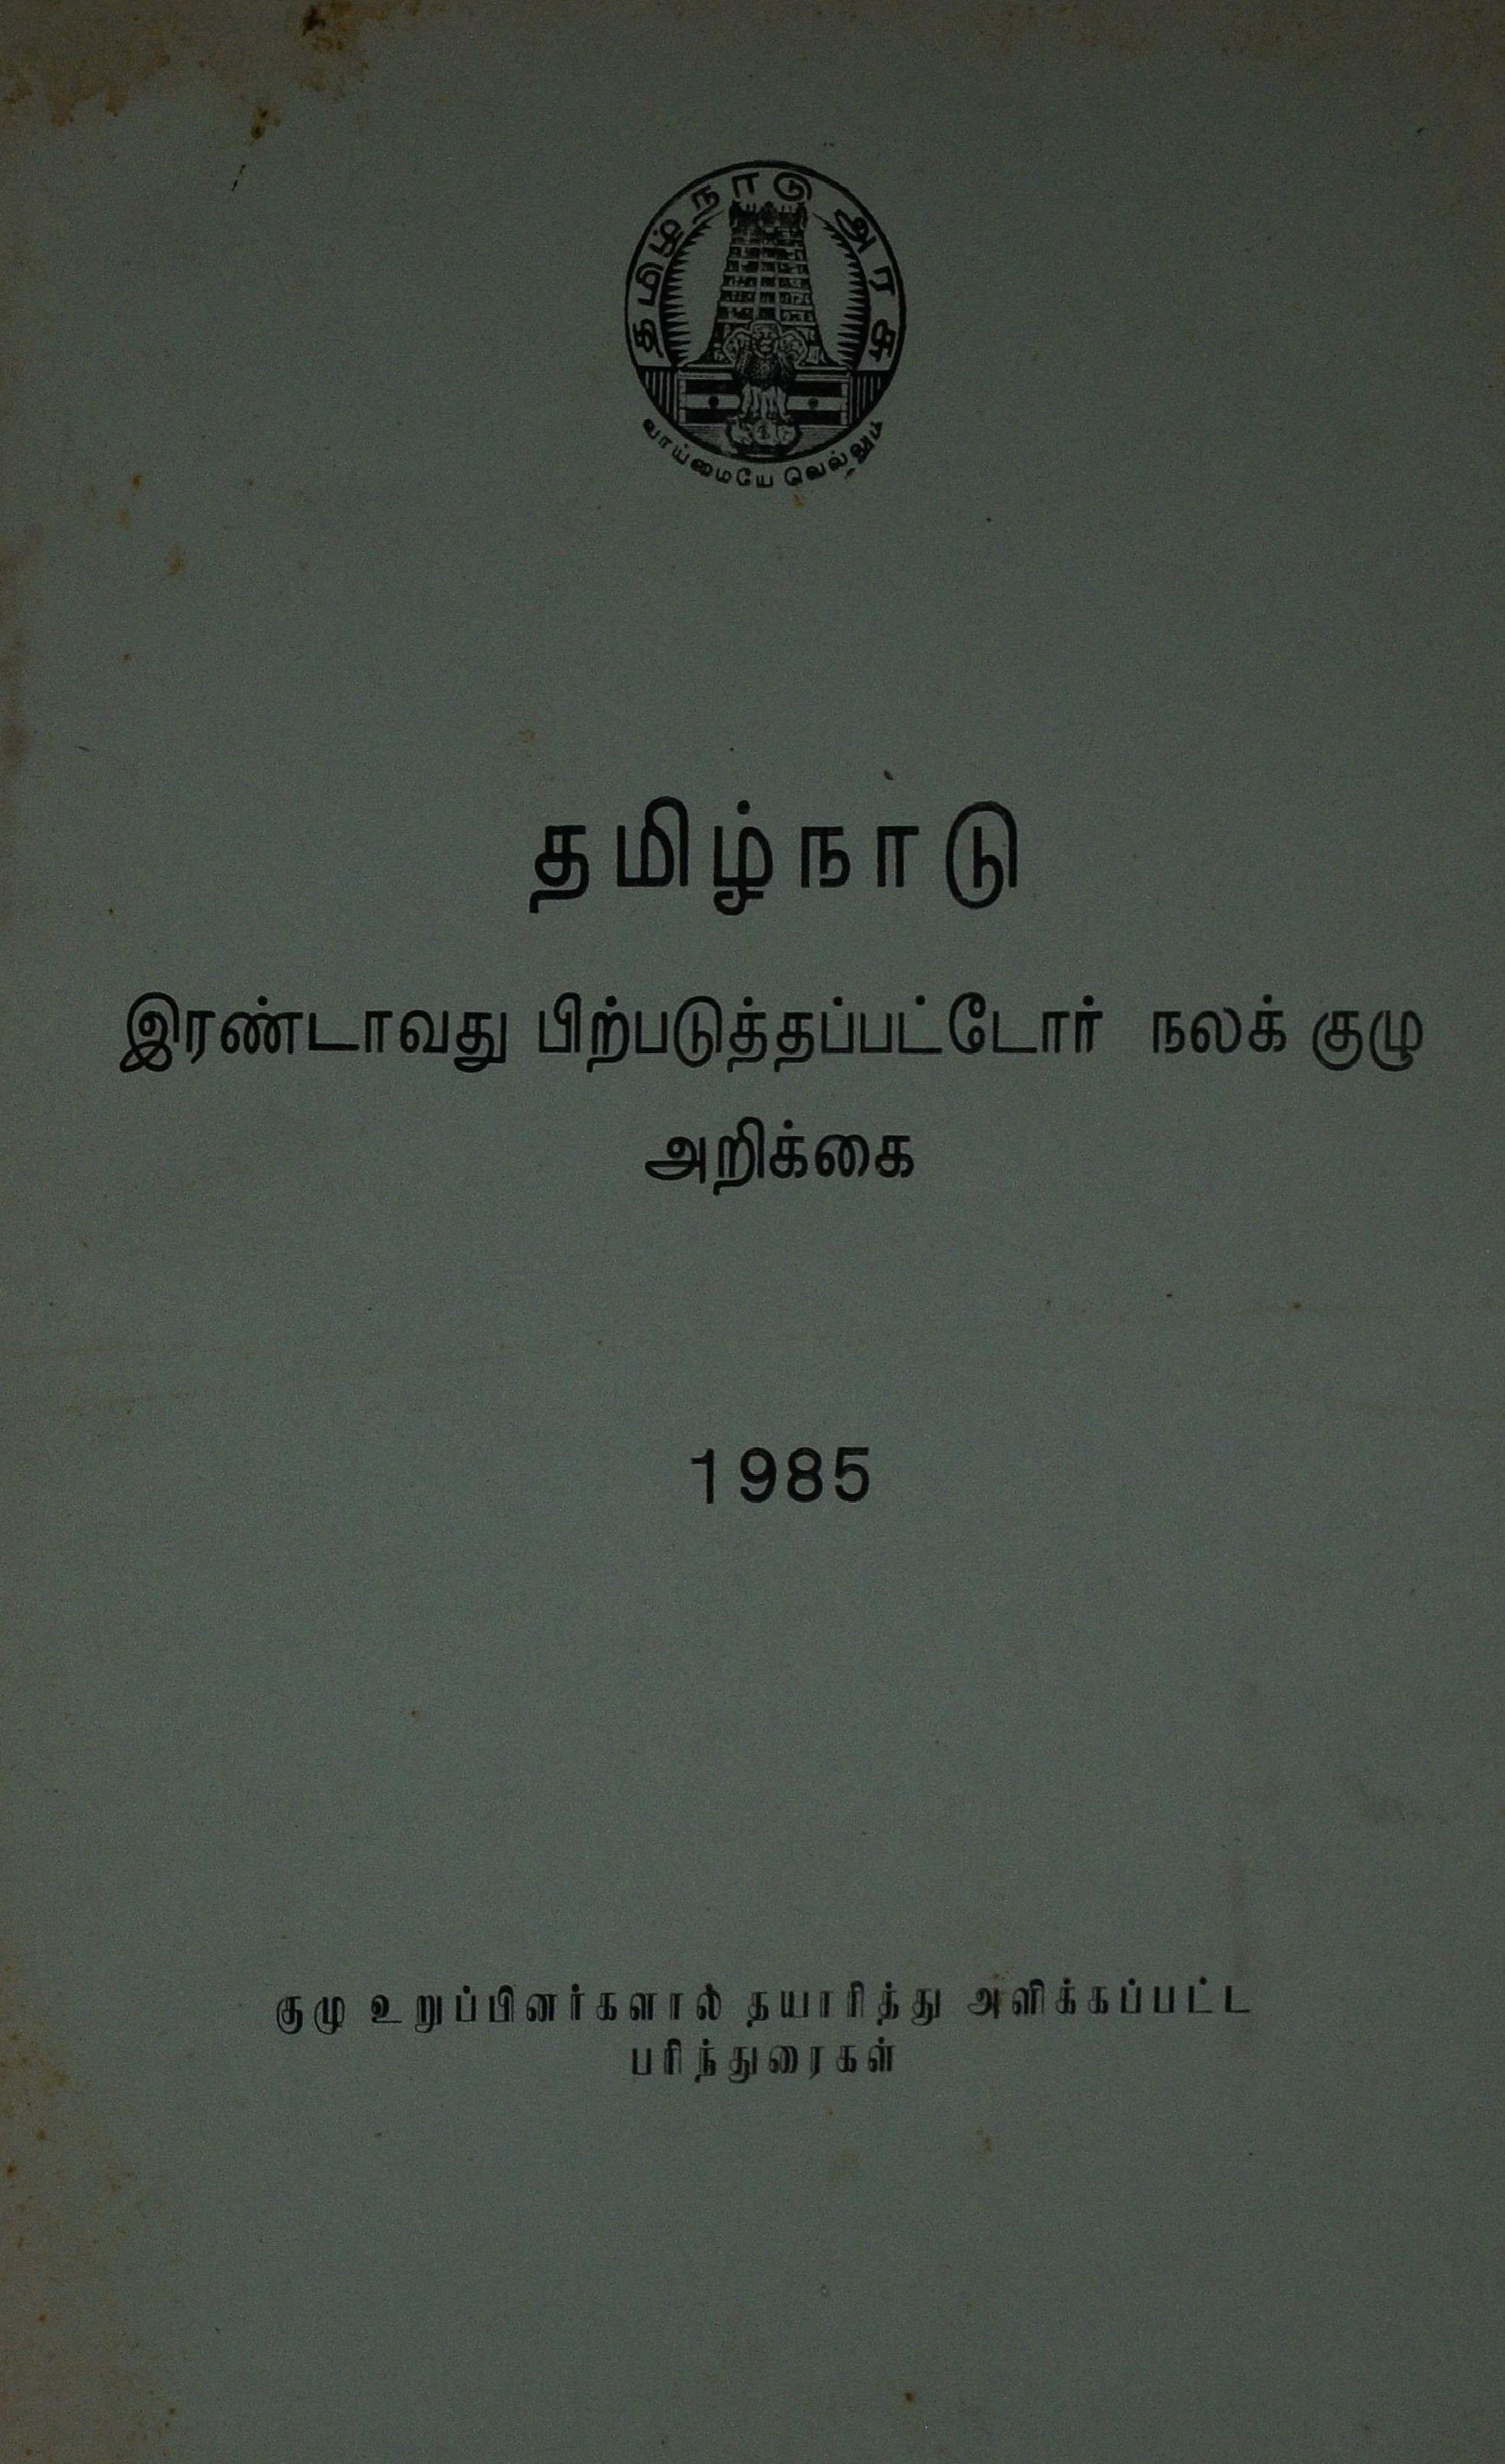 தமிழ்நாடு அரசு
வாய்மையே வெல்லும்
தமிழ்நாடு
இரண்டாவது பிற்படுத்தப்பட்டோர் நலக் குழு
அறிக்கை
1985
குழு உறுப்பினர்களால் தயாரித்து அளிக்கப்பட்ட
பரிந்துரைகள்